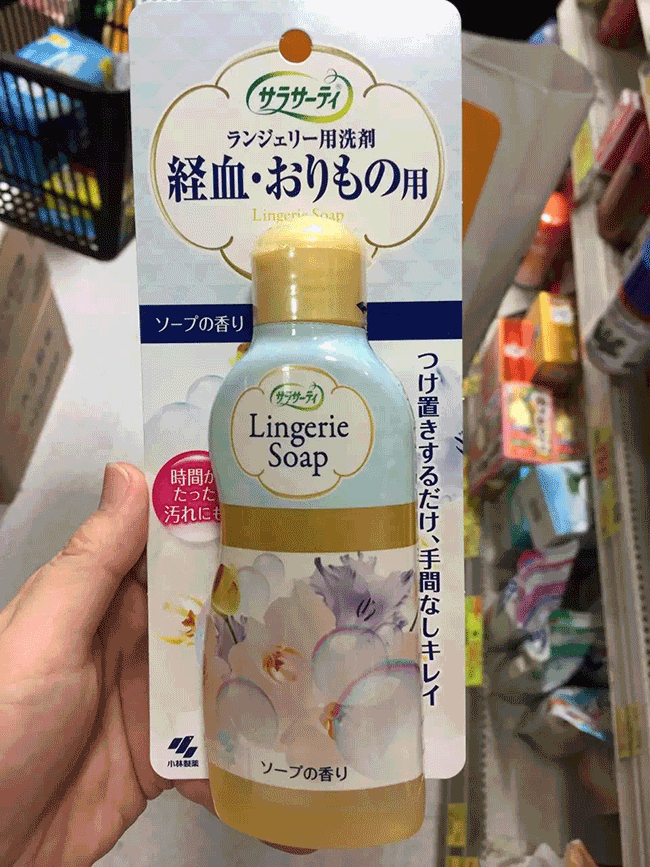 サラサーティ
ランジェリー用洗剤
経血・おりもの用
Lingerie Soap
ソープの香り
サラサーティ
Lingerie
Soap
時間が
たった
汚れにも
つけ置きするだけ、手間なしキレイ
ソープの香り
小林製薬